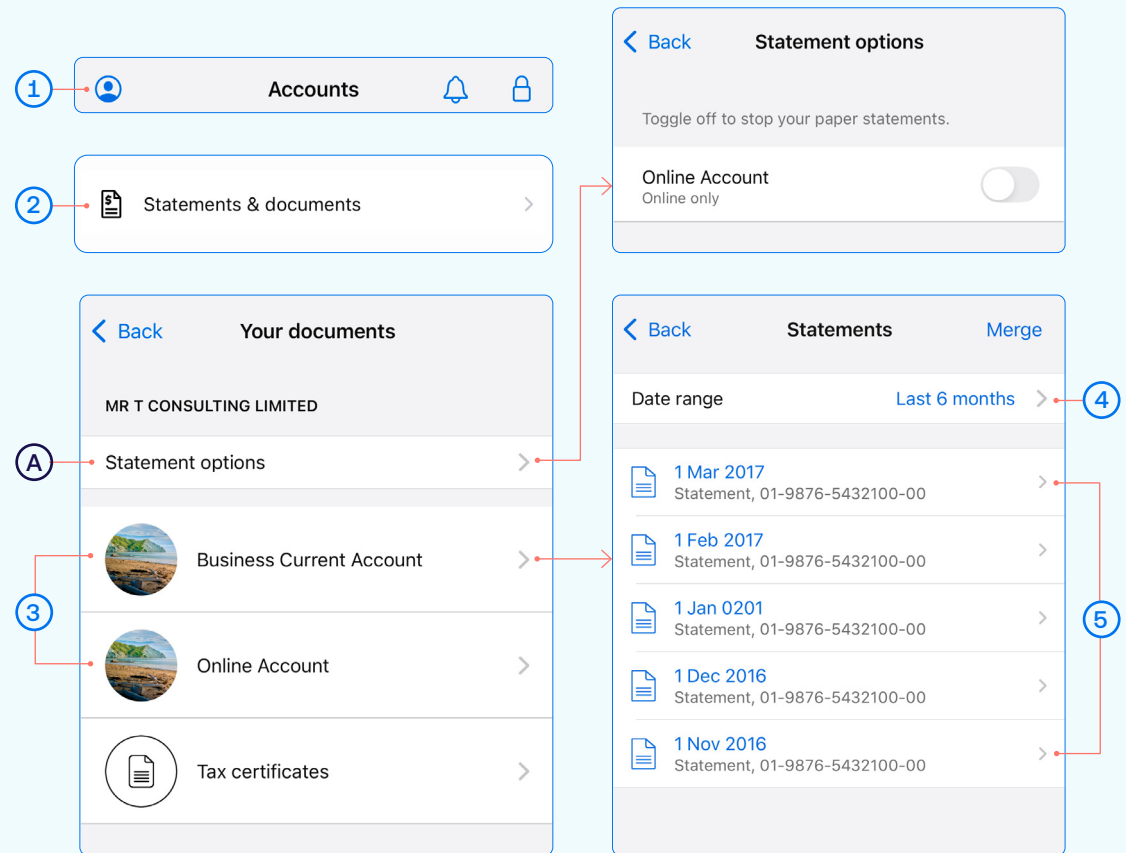 1
Accounts
2
Statements & documents
Back
Your documents
MR T CONSULTING LIMITED
A
Statement options
3
Business Current Account
Online Account
Tax certificates
Back
Statement options
Toggle off to stop your paper statements.
Online Account
Online only
Back
Statements
Merge
Date range
Last 6 months
4
1 Mar 2017
Statement, 01-9876-5432100-00
1 Feb 2017
Statement, 01-9876-5432100-00
1 Jan 0201
Statement, 01-9876-5432100-00
1 Dec 2016
Statement, 01-9876-5432100-00
1 Nov 2016
Statement, 01-9876-5432100-00
5